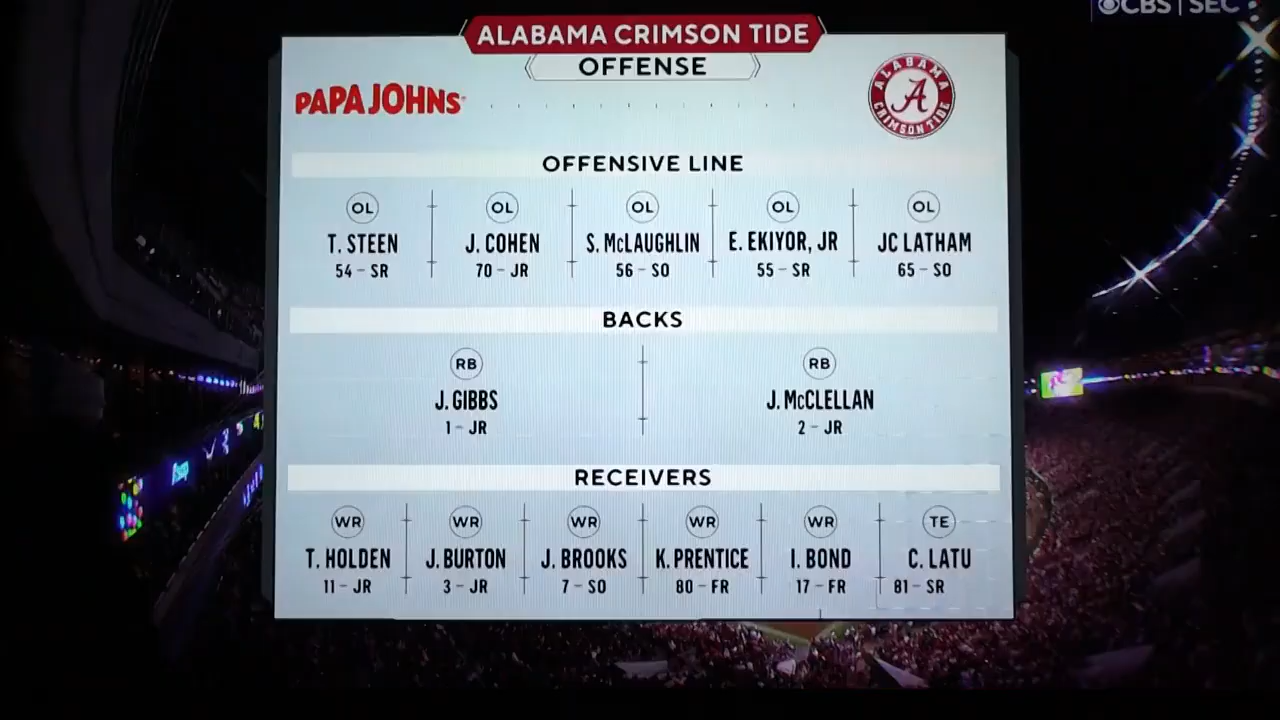 CBS | SEC
ALABAMA CRIMSON TIDE
OFFENSE
PAPA JOHNS
ALABAMA
A
CRIMSON TIDE
OFFENSIVE LINE
OL OL OL OL OL
T. STEEN J. COHEN S. McLAUGHLIN E. EKIYOR, JR JC LATHAM
54 - SR 70 - JR 56 - SO 55 - SR 65 - SO
BACKS
RB RB
J. GIBBS J. McCLELLAN
1 - JR 2 - JR
RECEIVERS
WR WR WR WR WR TE
T. HOLDEN J. BURTON J. BROOKS K. PRENTICE I. BOND C. LATU
11 - JR 3 - JR 7 - SO 80 - FR 17 - FR 81 - SR